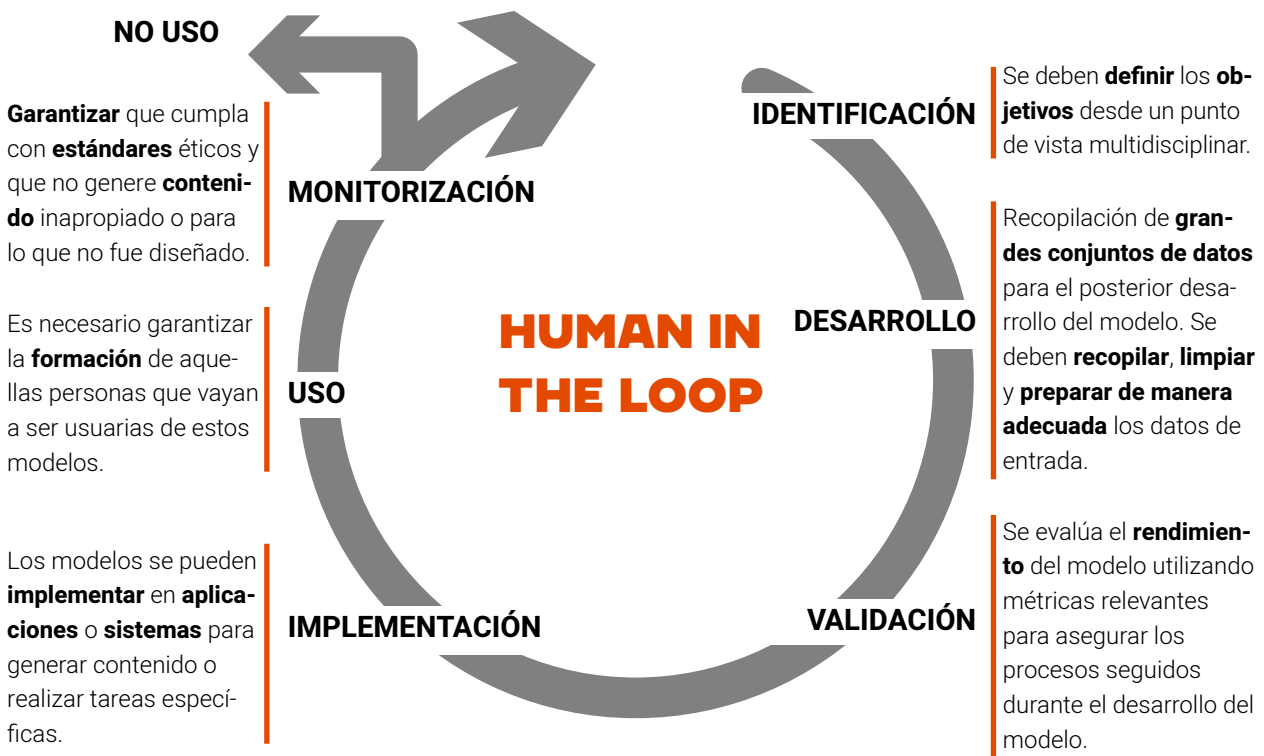 NO USO
Garantizar que cumpla
con estándares éticos y
que no genere conteni-
do inapropiado o para
lo que no fue diseñado.
MONITORIZACIÓN
Es necesario garantizar
la formación de aque-
llas personas que vayan
a ser usuarias de estos
modelos.
USO
Los modelos se pueden
implementar en aplica-
ciones o sistemas para
generar contenido o
realizar tareas especí-
ficas.
IMPLEMENTACIÓN
HUMAN IN
THE LOOP
IDENTIFICACIÓN
Se deben definir los ob-
jetivos desde un punto
de vista multidisciplinar.
DESARROLLO
Recopilación de gran-
des conjuntos de datos
para el posterior desa-
rrollo del modelo. Se
deben recopilar, limpiar
y preparar de manera
adecuada los datos de
entrada.
VALIDACIÓN
Se evalúa el rendimien-
to del modelo utilizando
métricas relevantes
para asegurar los
procesos seguidos
durante el desarrollo del
modelo.